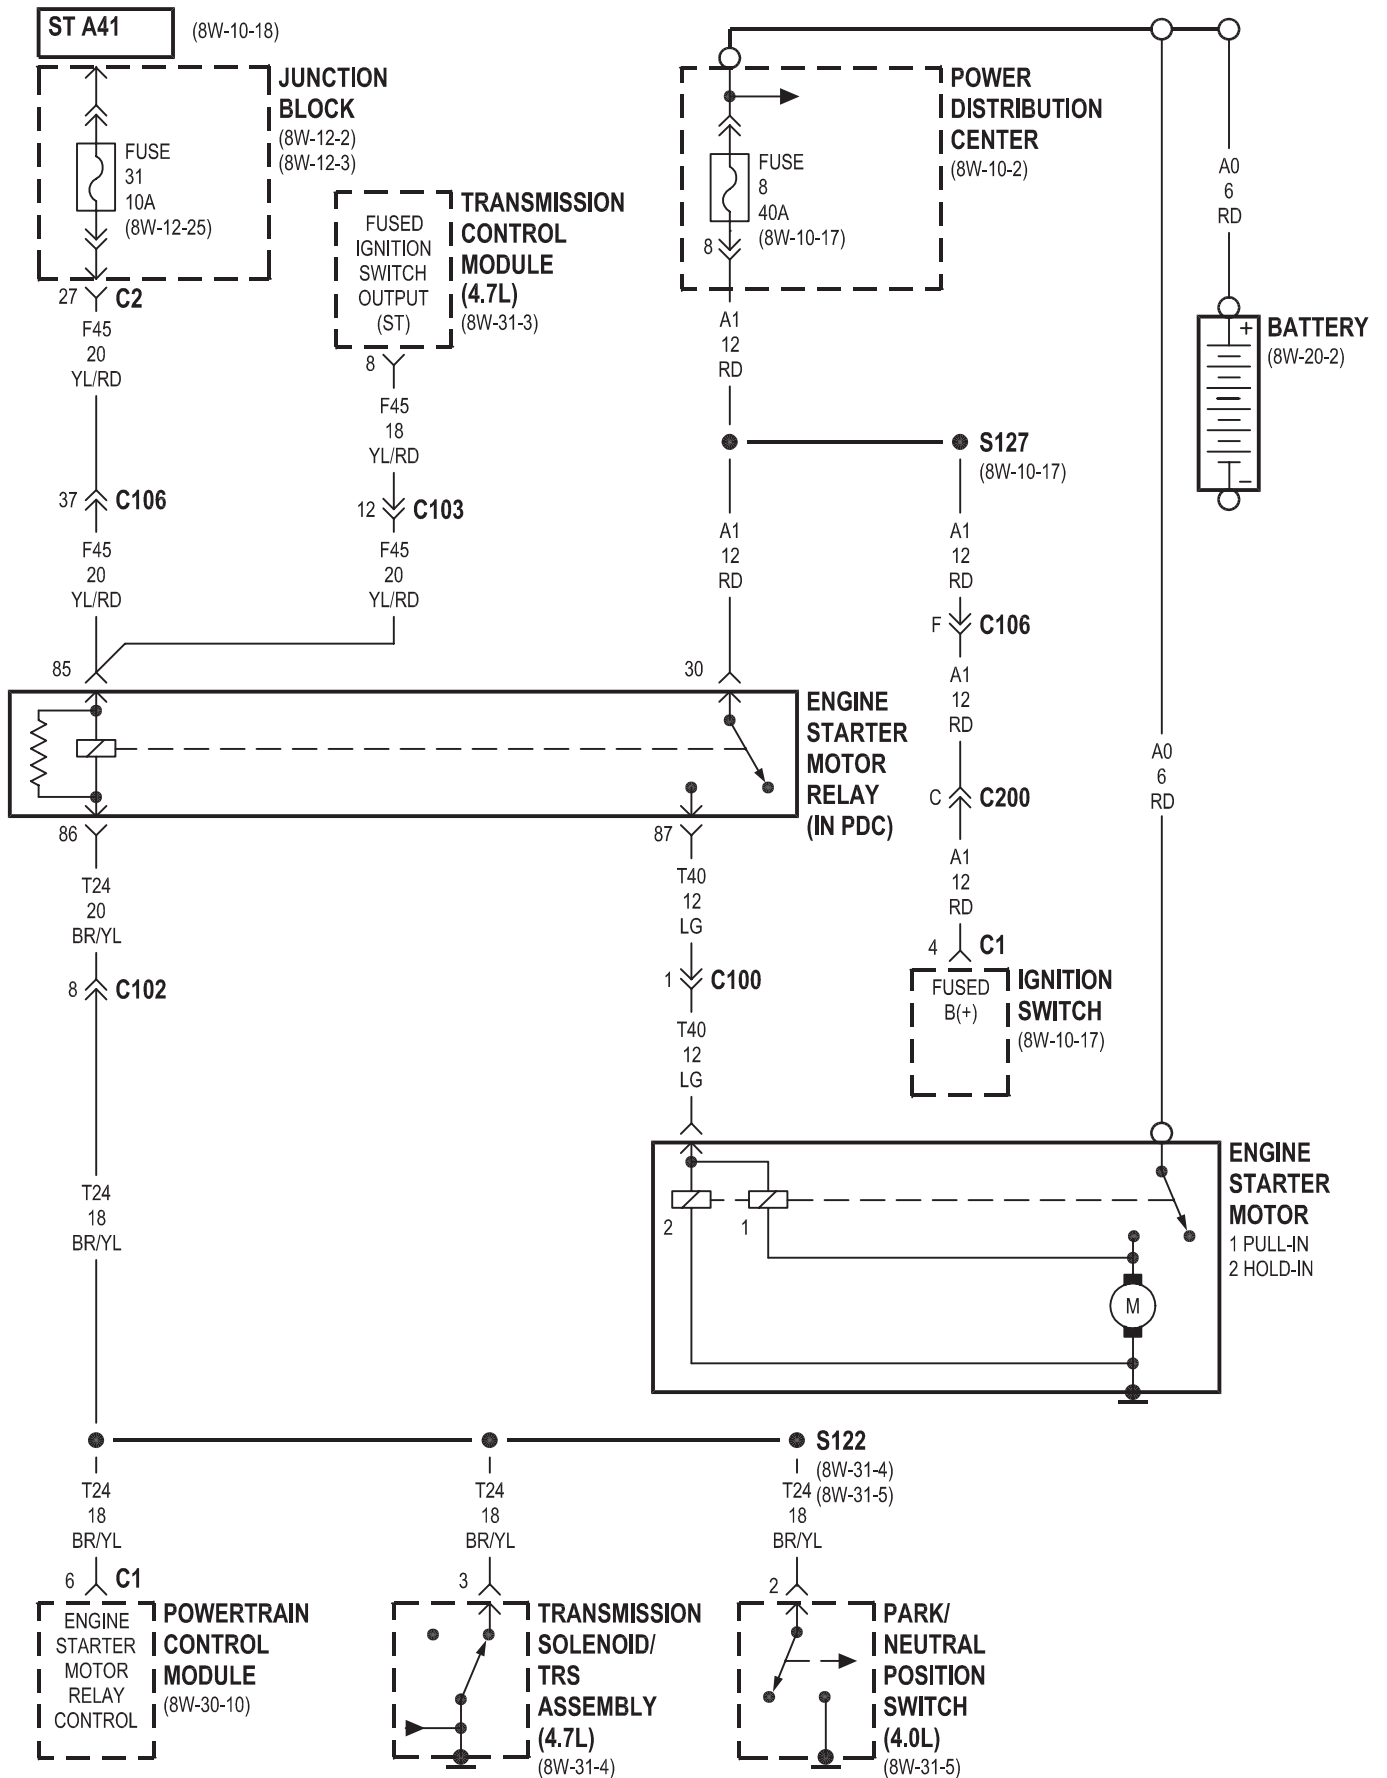 ST A41
(8W-10-18)
JUNCTION
BLOCK
(8W-12-2)
(8W-12-3)
FUSE
31
10A
(8W-12-25)
27
C2
F45
20
YL/RD
37
C106
F45
20
YL/RD
85
FUSED
IGNITION
SWITCH
OUTPUT
(ST)
TRANSMISSION
CONTROL
MODULE
(4.7L)
(8W-31-3)
8
F45
18
YL/RD
12
C103
F45
20
YL/RD
POWER
DISTRIBUTION
CENTER
(8W-10-2)
FUSE
8
40A
(8W-10-17)
8
A1
12
RD
S127
(8W-10-17)
A1
12
RD
30
A1
12
RD
F
C106
A1
12
RD
C
C200
A1
12
RD
4
C1
FUSED
B(+)
IGNITION
SWITCH
(8W-10-17)
A0
6
RD
+
-
BATTERY
(8W-20-2)
A0
6
RD
ENGINE
STARTER
MOTOR
RELAY
(IN PDC)
86
T24
20
BR/YL
8
C102
T24
18
BR/YL
87
T40
12
LG
1
C100
T40
12
LG
2
1
M
ENGINE
STARTER
MOTOR
1 PULL-IN
2 HOLD-IN
S122
(8W-31-4)
(8W-31-5)
T24
18
BR/YL
6
C1
ENGINE
STARTER
MOTOR
RELAY
CONTROL
POWERTRAIN
CONTROL
MODULE
(8W-30-10)
T24
18
BR/YL
3
TRANSMISSION
SOLENOID/
TRS
ASSEMBLY
(4.7L)
(8W-31-4)
T24
18
BR/YL
2
PARK/
NEUTRAL
POSITION
SWITCH
(4.0L)
(8W-31-5)